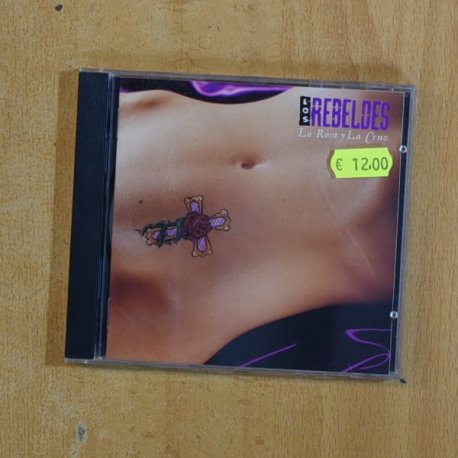 LOS
REBELDES
La Rosa y La Cruz
€ 12.00